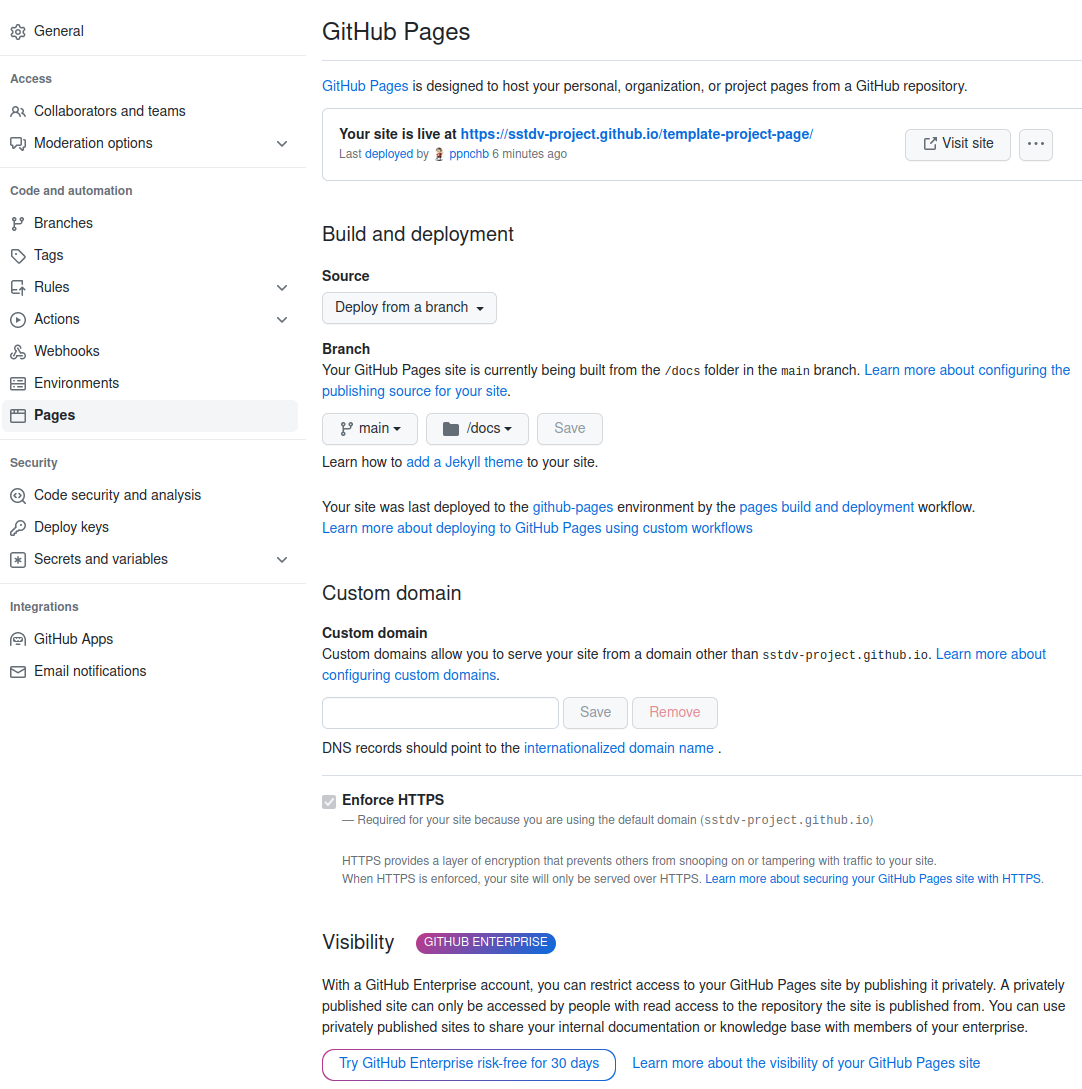 General
Access
Collaborators and teams
Moderation options
Code and automation
Branches
Tags
Rules
Actions
Webhooks
Environments
Pages
Security
Code security and analysis
Deploy keys
Secrets and variables
Integrations
GitHub Apps
Email notifications
GitHub Pages
GitHub Pages is designed to host your personal, organization, or project pages from a GitHub repository.
Your site is live at https://sstdv-project.github.io/template-project-page/
Last deployed by ppnchb 6 minutes ago
Visit site
Build and deployment
Source
Deploy from a branch
Branch
Your GitHub Pages site is currently being built from the /docs folder in the main branch. Learn more about configuring the
publishing source for your site.
main /docs Save
Learn how to add a Jekyll theme to your site.
Your site was last deployed to the github-pages environment by the pages build and deployment workflow.
Learn more about deploying to GitHub Pages using custom workflows
Custom domain
Custom domain
Custom domains allow you to serve your site from a domain other than sstdv-project.github.io. Learn more about
configuring custom domains.
Save Remove
DNS records should point to the internationalized domain name .
Enforce HTTPS
— Required for your site because you are using the default domain (sstdv-project.github.io)
HTTPS provides a layer of encryption that prevents others from snooping on or tampering with traffic to your site.
When HTTPS is enforced, your site will only be served over HTTPS. Learn more about securing your GitHub Pages site with HTTPS.
Visibility GITHUB ENTERPRISE
With a GitHub Enterprise account, you can restrict access to your GitHub Pages site by publishing it privately. A privately
published site can only be accessed by people with read access to the repository the site is published from. You can use
privately published sites to share your internal documentation or knowledge base with members of your enterprise.
Try GitHub Enterprise risk-free for 30 days Learn more about the visibility of your GitHub Pages site